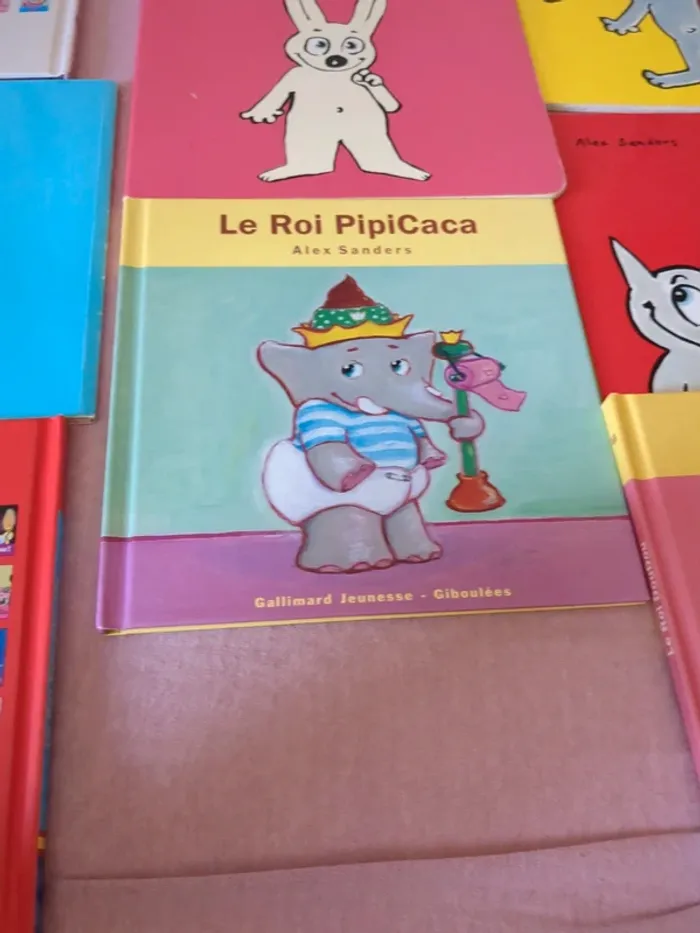 Le Roi PipiCaca
Alex Sanders
Gallimard Jeunesse - Giboulées
Alex Sanders